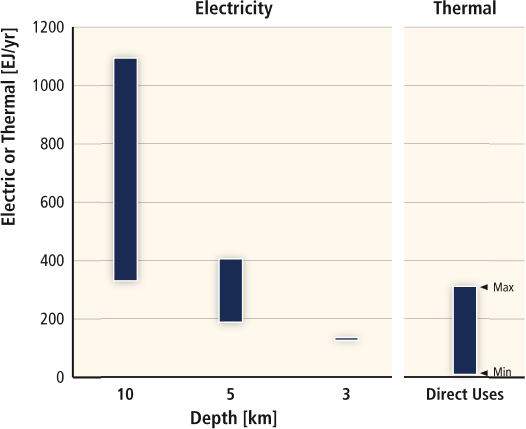 Electricity
Thermal
Electric or Thermal [EJ/yr]
1200
1000
800
600
400
200
0
◄ Max
◄ Min
10
5
3
Direct Uses
Depth [km]